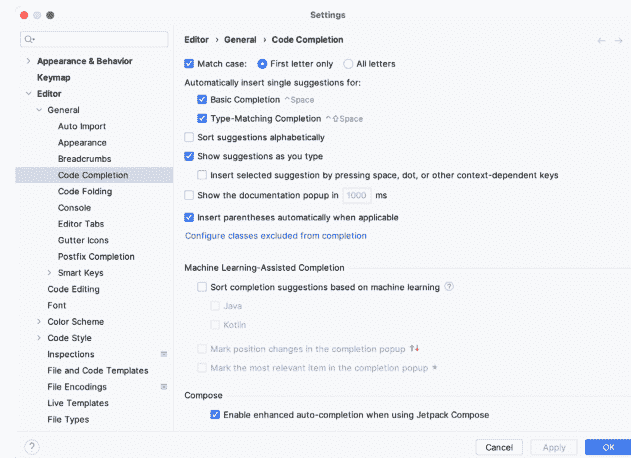 Settings
Appearance & Behavior
Keymap
Editor
General
Auto Import
Appearance
Breadcrumbs
Code Completion
Code Folding
Console
Editor Tabs
Gutter Icons
Postfix Completion
Smart Keys
Code Editing
Font
Color Scheme
Code Style
Inspections
File and Code Templates
File Encodings
Live Templates
File Types
Editor › General › Code Completion
Match case: First letter only All letters
Automatically insert single suggestions for:
Basic Completion ^Space
Type-Matching Completion ^⇧Space
Sort suggestions alphabetically
Show suggestions as you type
Insert selected suggestion by pressing space, dot, or other context-dependent keys
Show the documentation popup in 1000 ms
Insert parentheses automatically when applicable
Configure classes excluded from completion
Machine Learning-Assisted Completion
Sort completion suggestions based on machine learning ?
Java
Kotlin
Mark position changes in the completion popup ↑↓
Mark the most relevant item in the completion popup ★
Compose
Enable enhanced auto-completion when using Jetpack Compose
? Cancel Apply OK